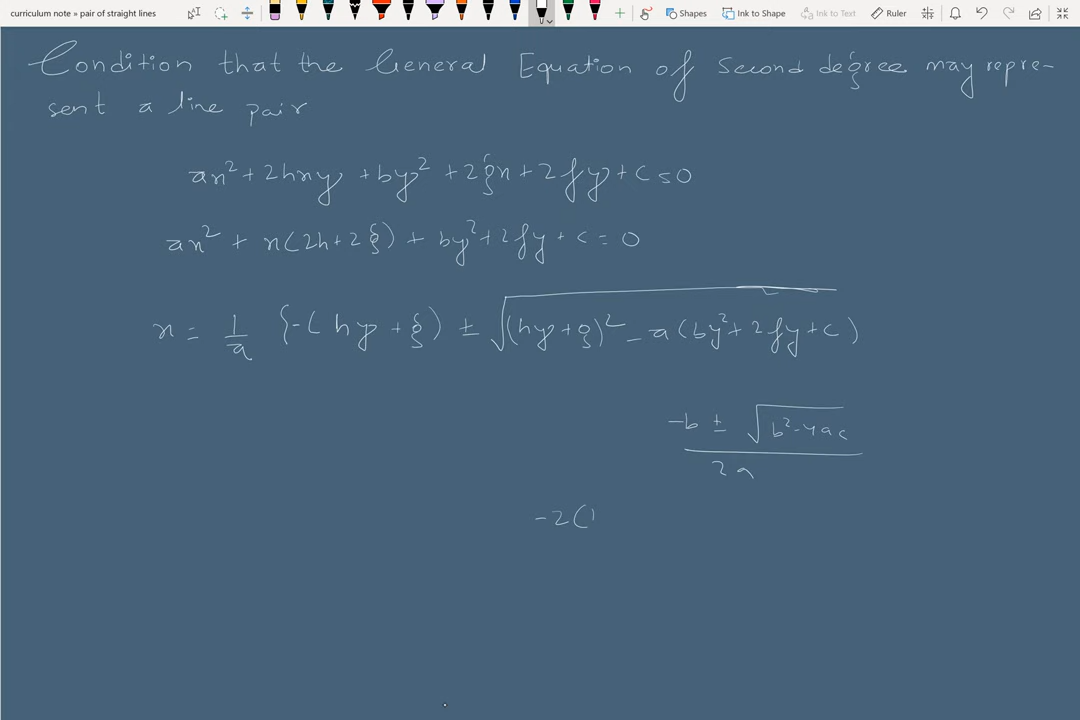 curriculum note » pair of straight lines
Shapes Ink to Shape Ink to Text Ruler
Condition that the General Equation of Second degree may repre-
sent a line pair
ax² + 2hxy + by² + 2gx + 2fy + c = 0
ax² + x(2h + 2g) + by² + 2fy + c = 0
x = 1/a {-(hy + g) ± √(hy + g)² - a(by² + 2fy + c)
-b ± √b² - 4ac
2a
-2(